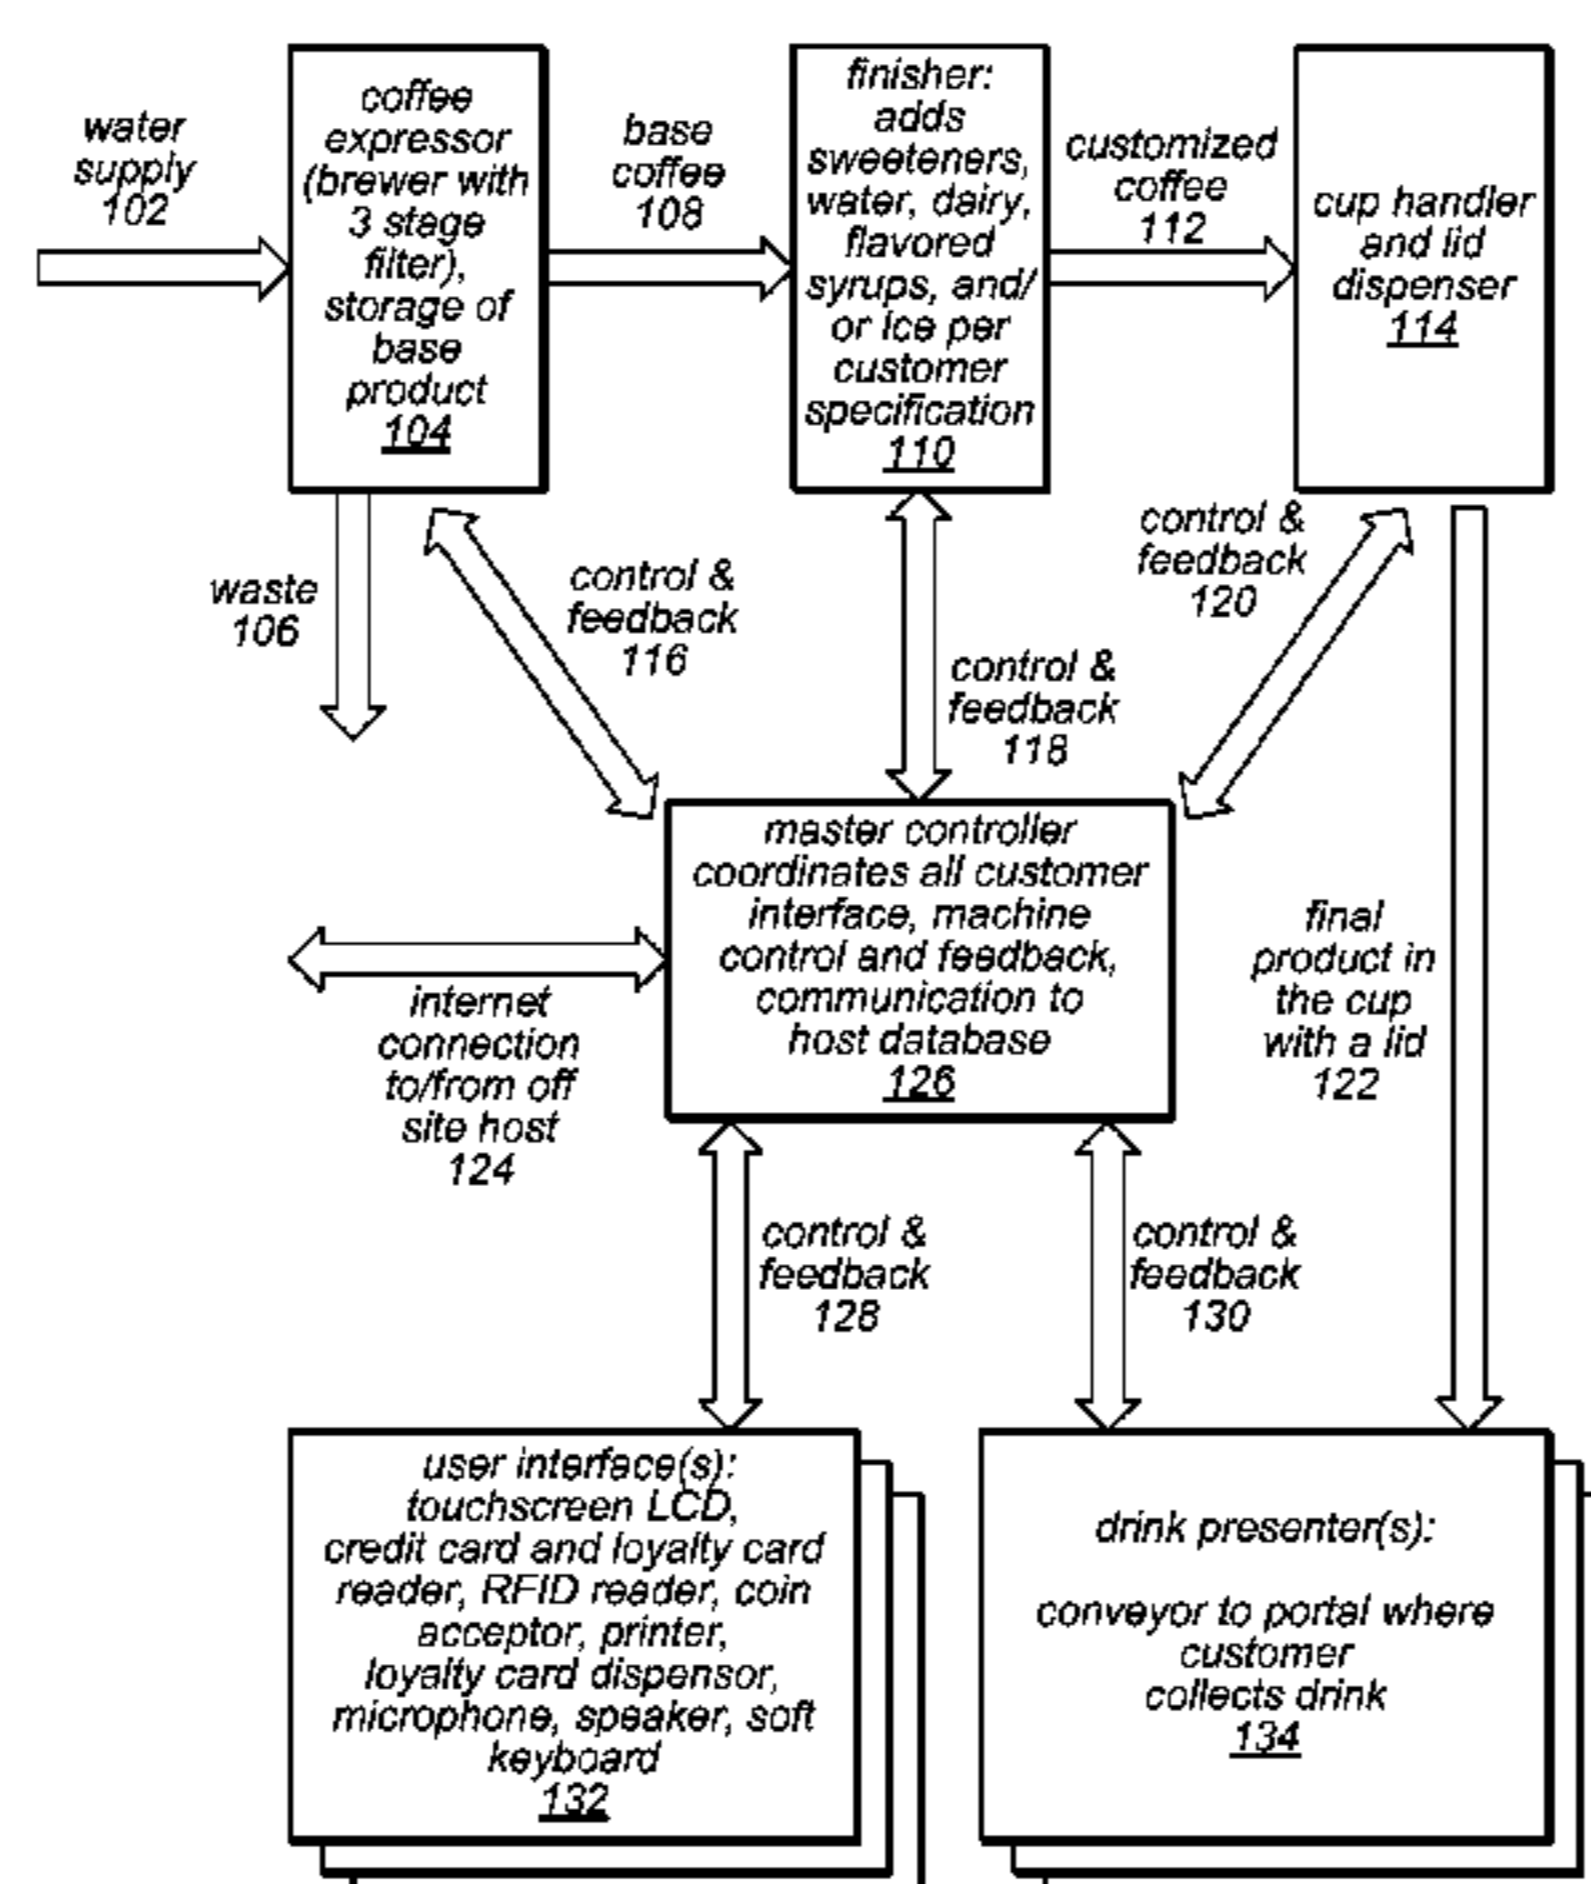 water
supply
102
coffee
expressor
(brewer with
3 stage
filter),
storage of
base
product
104
base
coffee
108
finisher:
adds
sweeteners,
water, dairy,
flavored
syrups, and/
or ice per
customer
specification
110
customized
coffee
112
cup handler
and lid
dispenser
114
waste
106
control &
feedback
116
control &
feedback
118
control &
feedback
120
master controller
coordinates all customer
interface, machine
control and feedback,
communication to
host database
126
internet
connection
to/from off
site host
124
final
product in
the cup
with a lid
122
control &
feedback
128
control &
feedback
130
user interface(s):
touchscreen LCD,
credit card and loyalty card
reader, RFID reader, coin
acceptor, printer,
loyalty card dispensor,
microphone, speaker, soft
keyboard
132
drink presenter(s):
conveyor to portal where
customer
collects drink
134